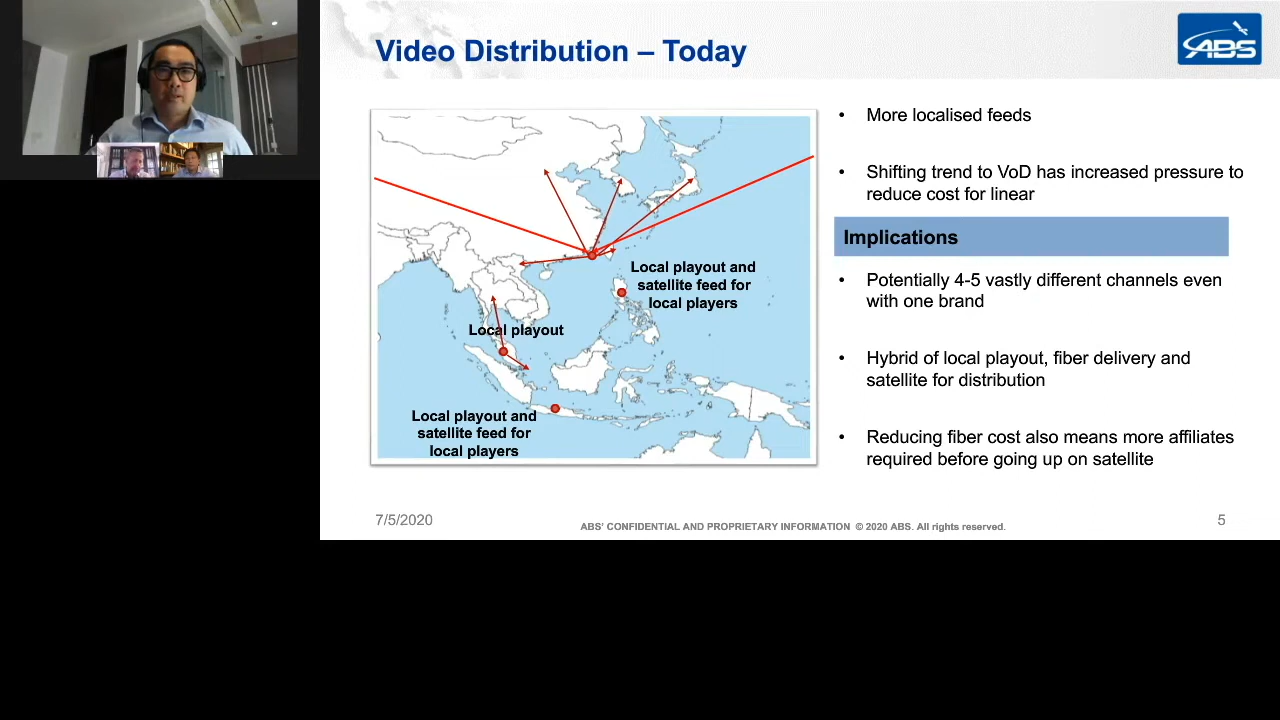 Video Distribution – Today
ABS
• More localised feeds
• Shifting trend to VoD has increased pressure to
reduce cost for linear
Implications
• Potentially 4-5 vastly different channels even
with one brand
• Hybrid of local playout, fiber delivery and
satellite for distribution
• Reducing fiber cost also means more affiliates
required before going up on satellite
Local playout and
satellite feed for
local players
Local playout
Local playout and
satellite feed for
local players
7/5/2020
ABS' CONFIDENTIAL AND PROPRIETARY INFORMATION © 2020 ABS. All rights reserved.
5